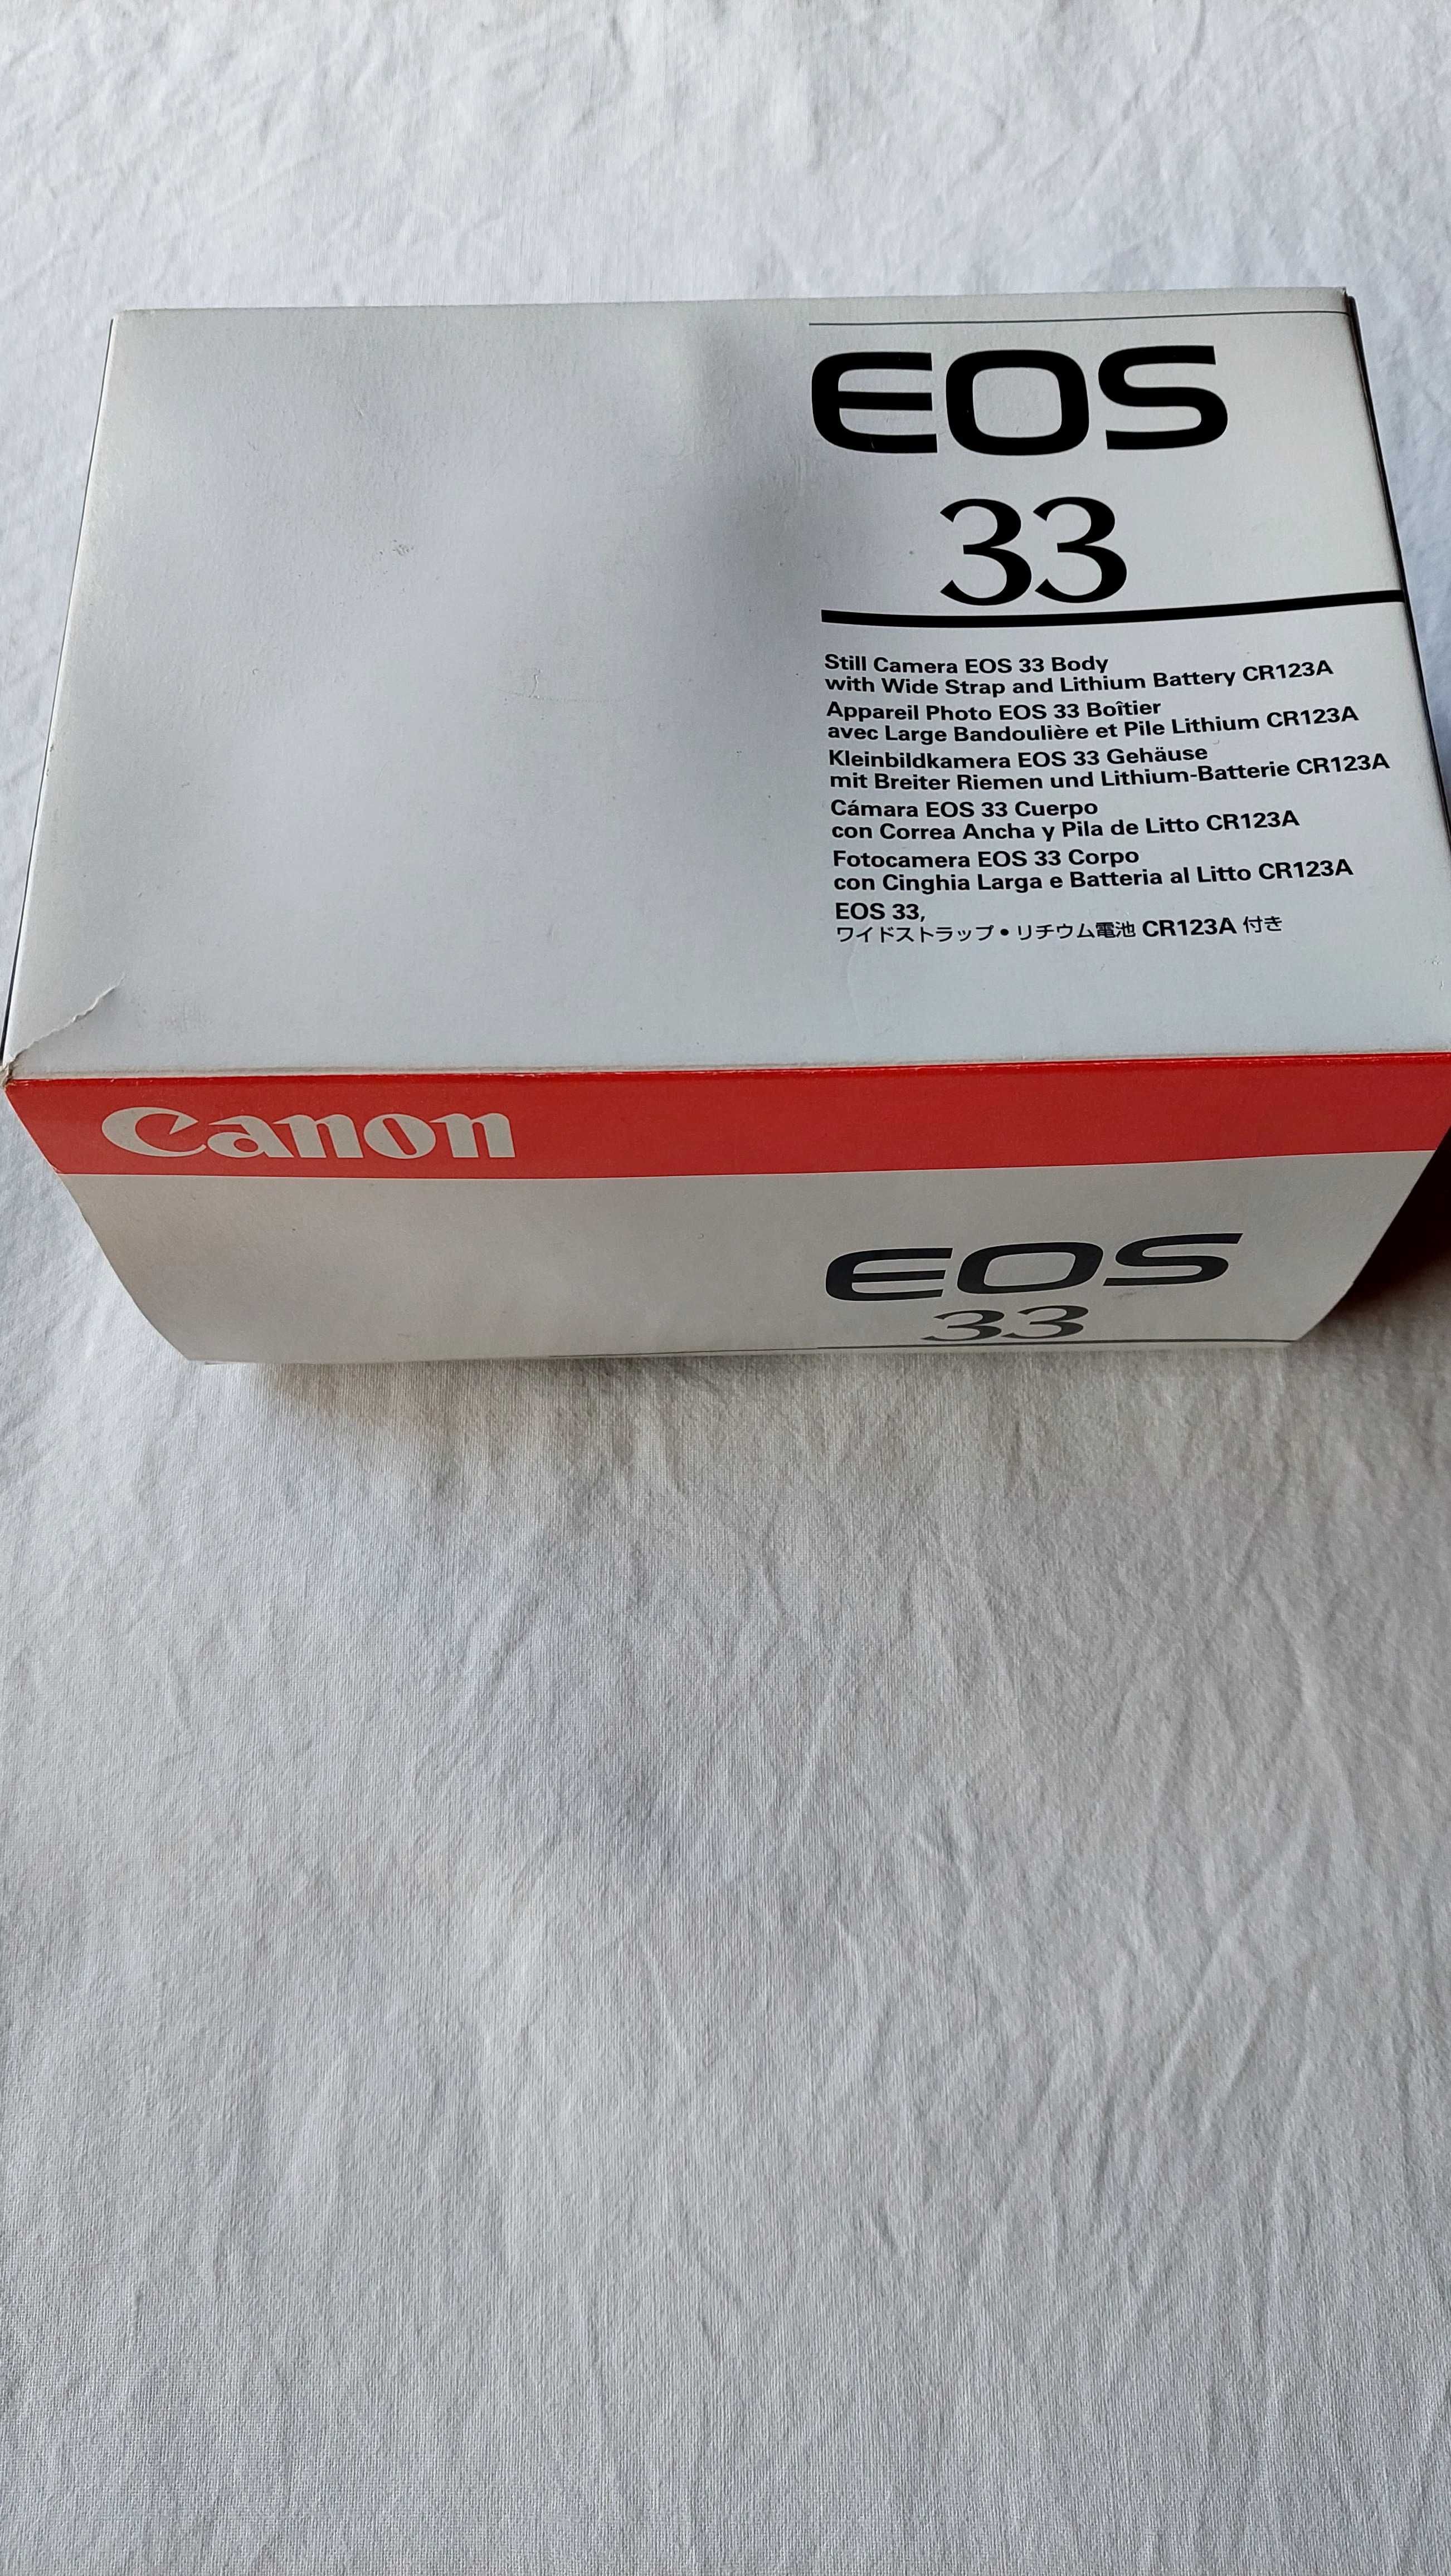 EOS
33
Still Camera EOS 33 Body
with Wide Strap and Lithium Battery CR123A
Appareil Photo EOS 33 Boîtier
avec Large Bandoulière et Pile Lithium CR123A
Kleinbildkamera EOS 33 Gehäuse
mit Breiter Riemen und Lithium-Batterie CR123A
Cámara EOS 33 Cuerpo
con Correa Ancha y Pila de Litto CR123A
Fotocamera EOS 33 Corpo
con Cinghia Larga e Batteria al Litto CR123A
EOS 33,
ワイドストラップ・リチウム電池 CR123A 付き
Canon
EOS
33